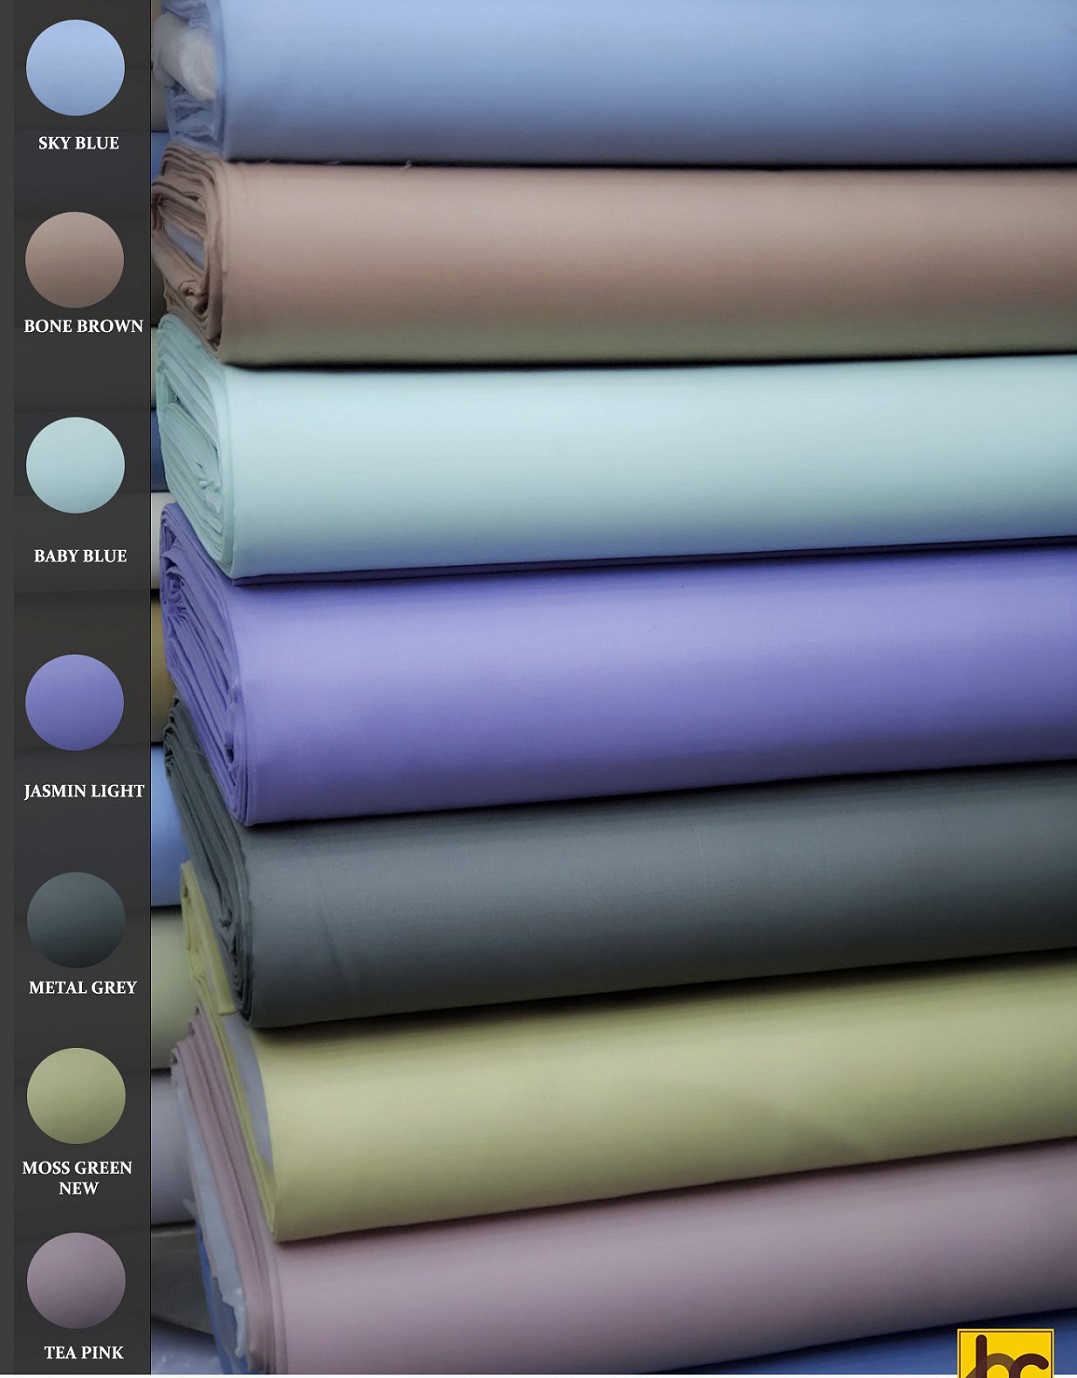 SKY BLUE
BONE BROWN
BABY BLUE
JASMIN LIGHT
METAL GREY
MOSS GREEN
NEW
TEA PINK